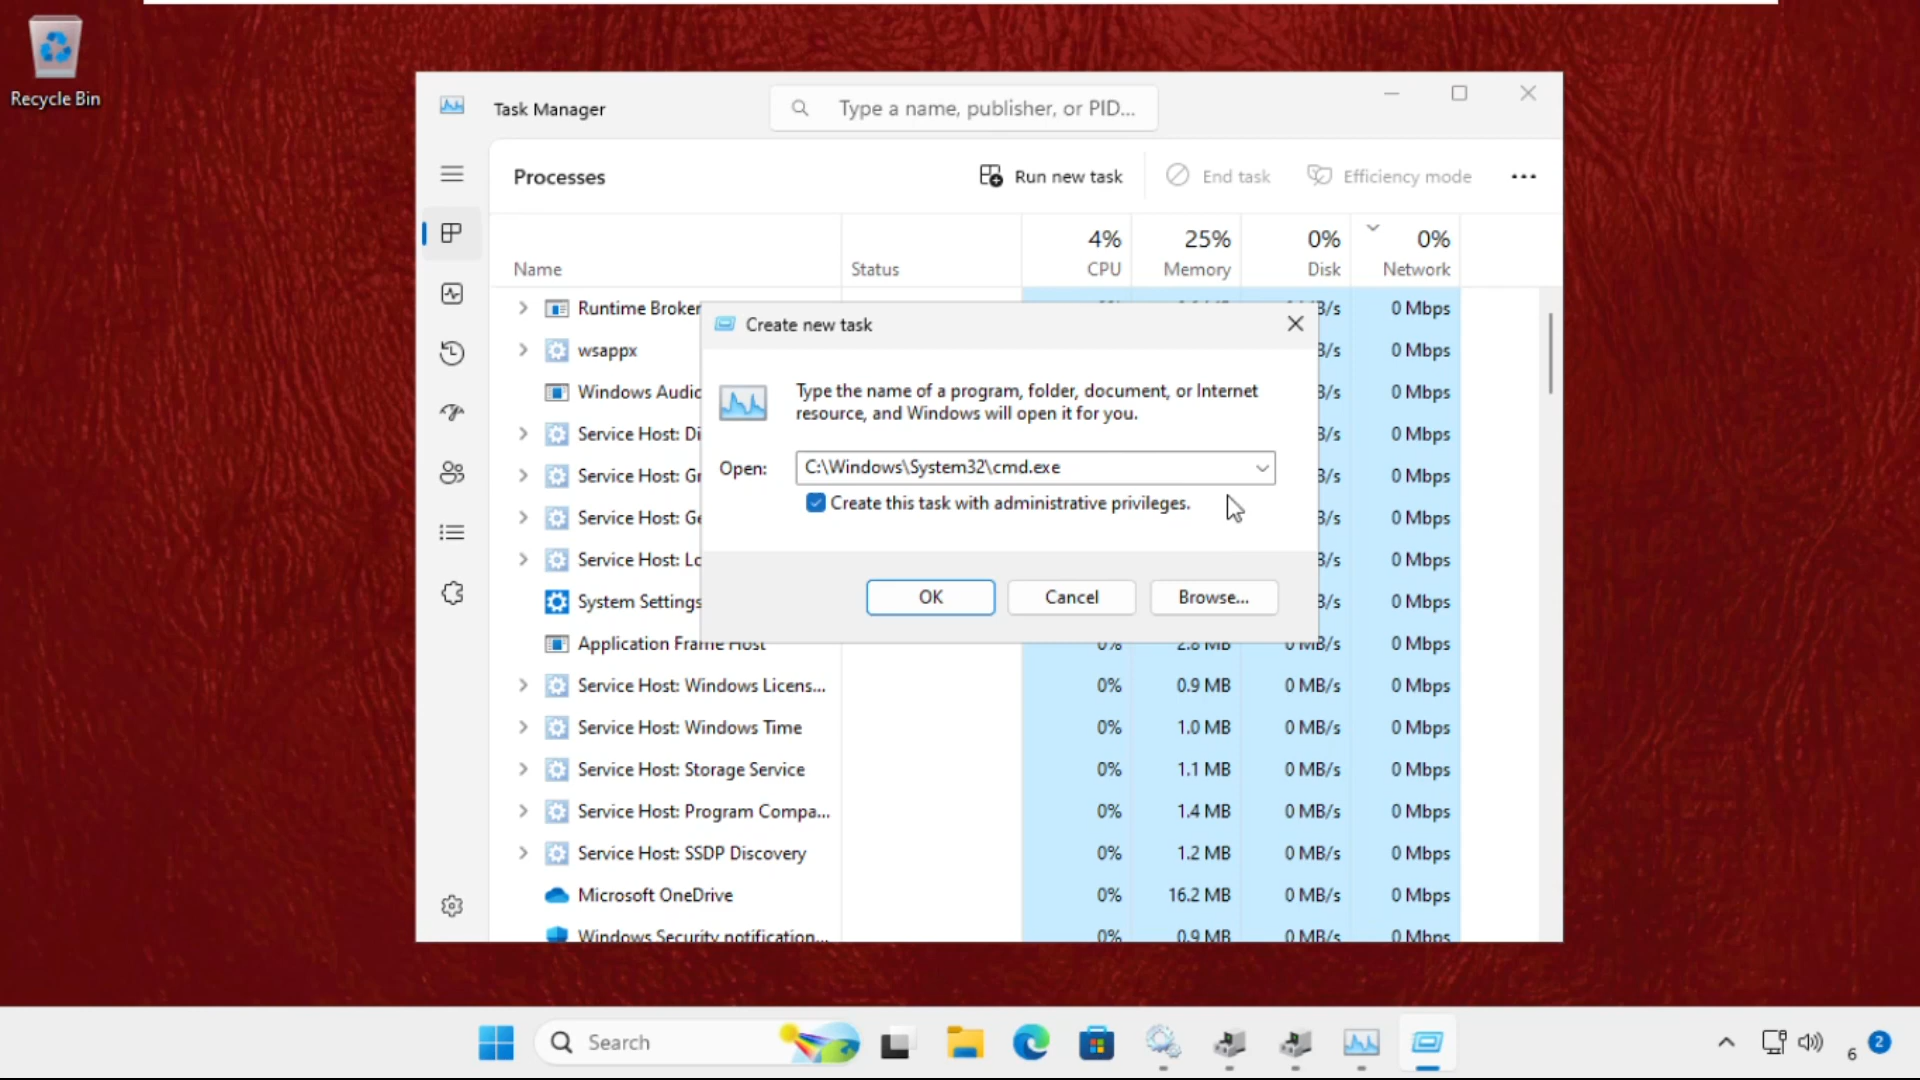 Recycle Bin
Task Manager
Type a name, publisher, or PID...
Processes
Run new task
End task
Efficiency mode
Name
Status
4%
CPU
25%
Memory
0%
Disk
0%
Network
Runtime Broker
B/s
0 Mbps
wsappx
B/s
0 Mbps
Windows Audio
B/s
0 Mbps
Service Host: Di
B/s
0 Mbps
Service Host: Gr
B/s
0 Mbps
Service Host: Ge
B/s
0 Mbps
Service Host: Lo
B/s
0 Mbps
System Settings
B/s
0 Mbps
Create new task
Type the name of a program, folder, document, or Internet
resource, and Windows will open it for you.
Open:
C:\Windows\System32\cmd.exe
Create this task with administrative privileges.
OK
Cancel
Browse...
Application Frame Host
0%
2.8 MB
0 MB/s
0 Mbps
Service Host: Windows Licens...
0%
0.9 MB
0 MB/s
0 Mbps
Service Host: Windows Time
0%
1.0 MB
0 MB/s
0 Mbps
Service Host: Storage Service
0%
1.1 MB
0 MB/s
0 Mbps
Service Host: Program Compa...
0%
1.4 MB
0 MB/s
0 Mbps
Service Host: SSDP Discovery
0%
1.2 MB
0 MB/s
0 Mbps
Microsoft OneDrive
0%
16.2 MB
0 MB/s
0 Mbps
Windows Security notification...
0%
0.9 MB
0 MB/s
0 Mbps
Search
6
2